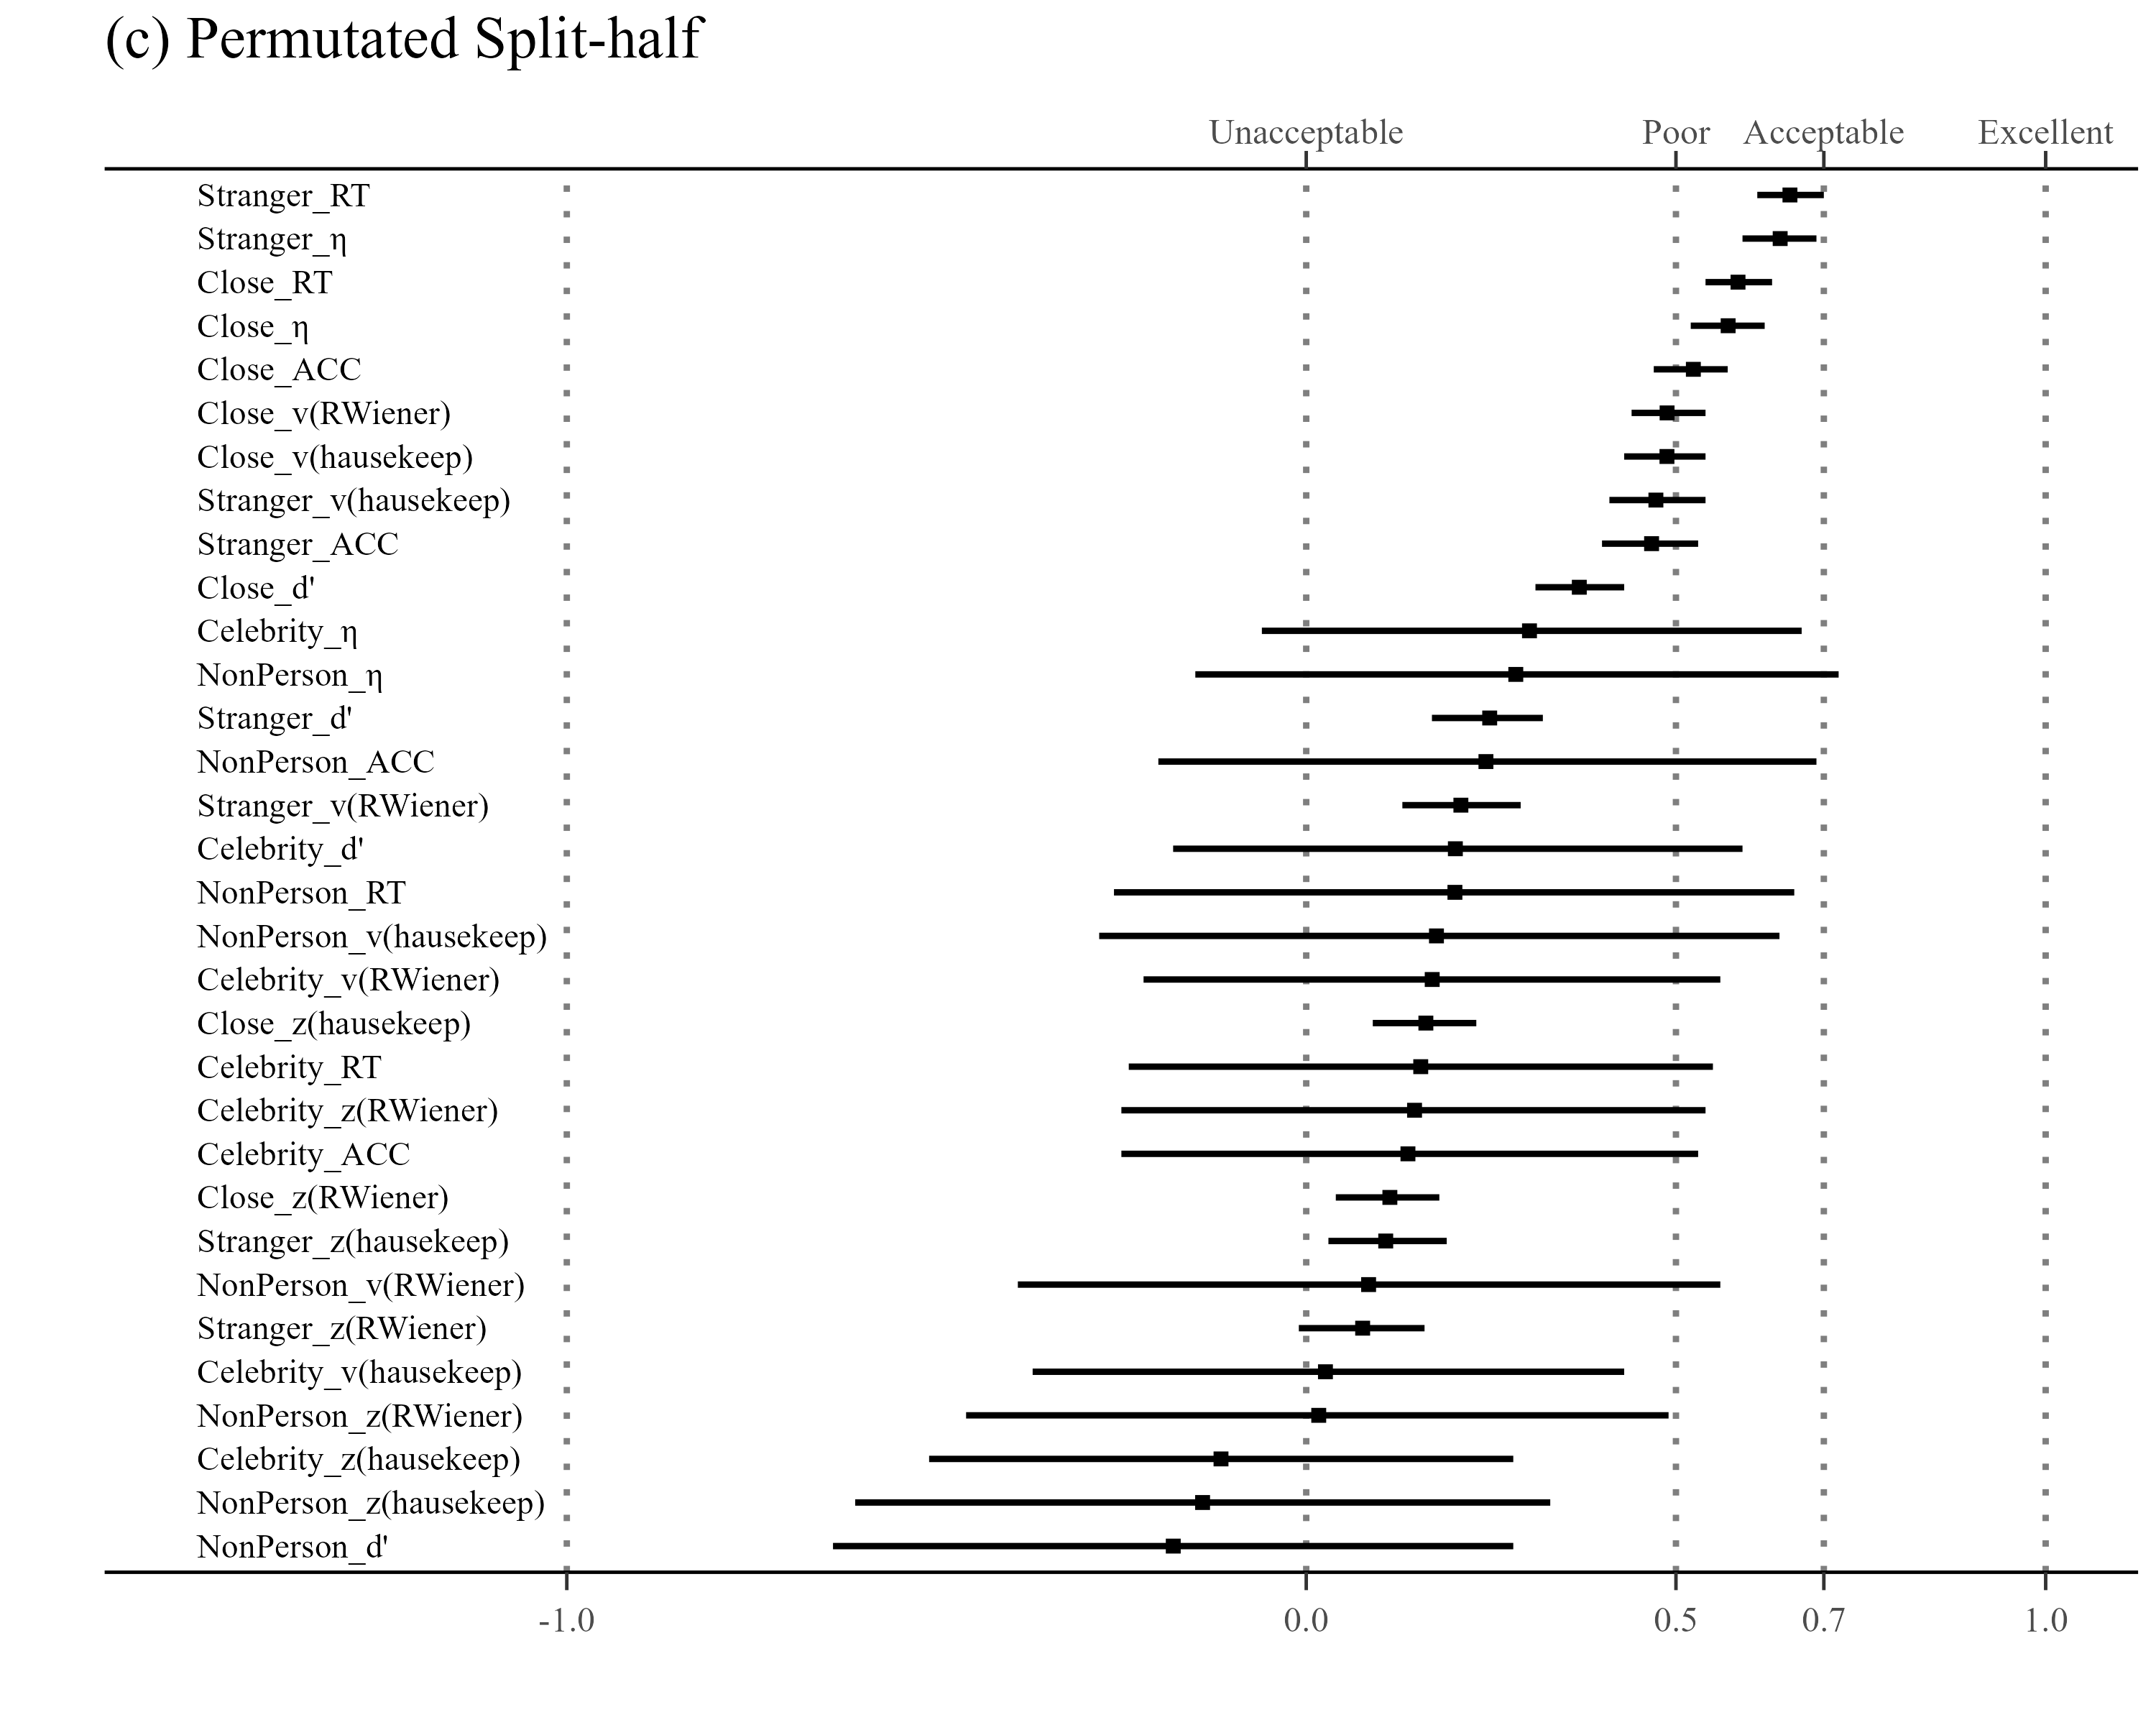 (c) Permutated Split-half
Unacceptable Poor Acceptable Excellent
Stranger_RT
Stranger_η
Close_RT
Close_η
Close_ACC
Close_v(RWiener)
Close_v(hausekeep)
Stranger_v(hausekeep)
Stranger_ACC
Close_d'
Celebrity_η
NonPerson_η
Stranger_d'
NonPerson_ACC
Stranger_v(RWiener)
Celebrity_d'
NonPerson_RT
NonPerson_v(hausekeep)
Celebrity_v(RWiener)
Close_z(hausekeep)
Celebrity_RT
Celebrity_z(RWiener)
Celebrity_ACC
Close_z(RWiener)
Stranger_z(hausekeep)
NonPerson_v(RWiener)
Stranger_z(RWiener)
Celebrity_v(hausekeep)
NonPerson_z(RWiener)
Celebrity_z(hausekeep)
NonPerson_z(hausekeep)
NonPerson_d'
-1.0 0.0 0.5 0.7 1.0